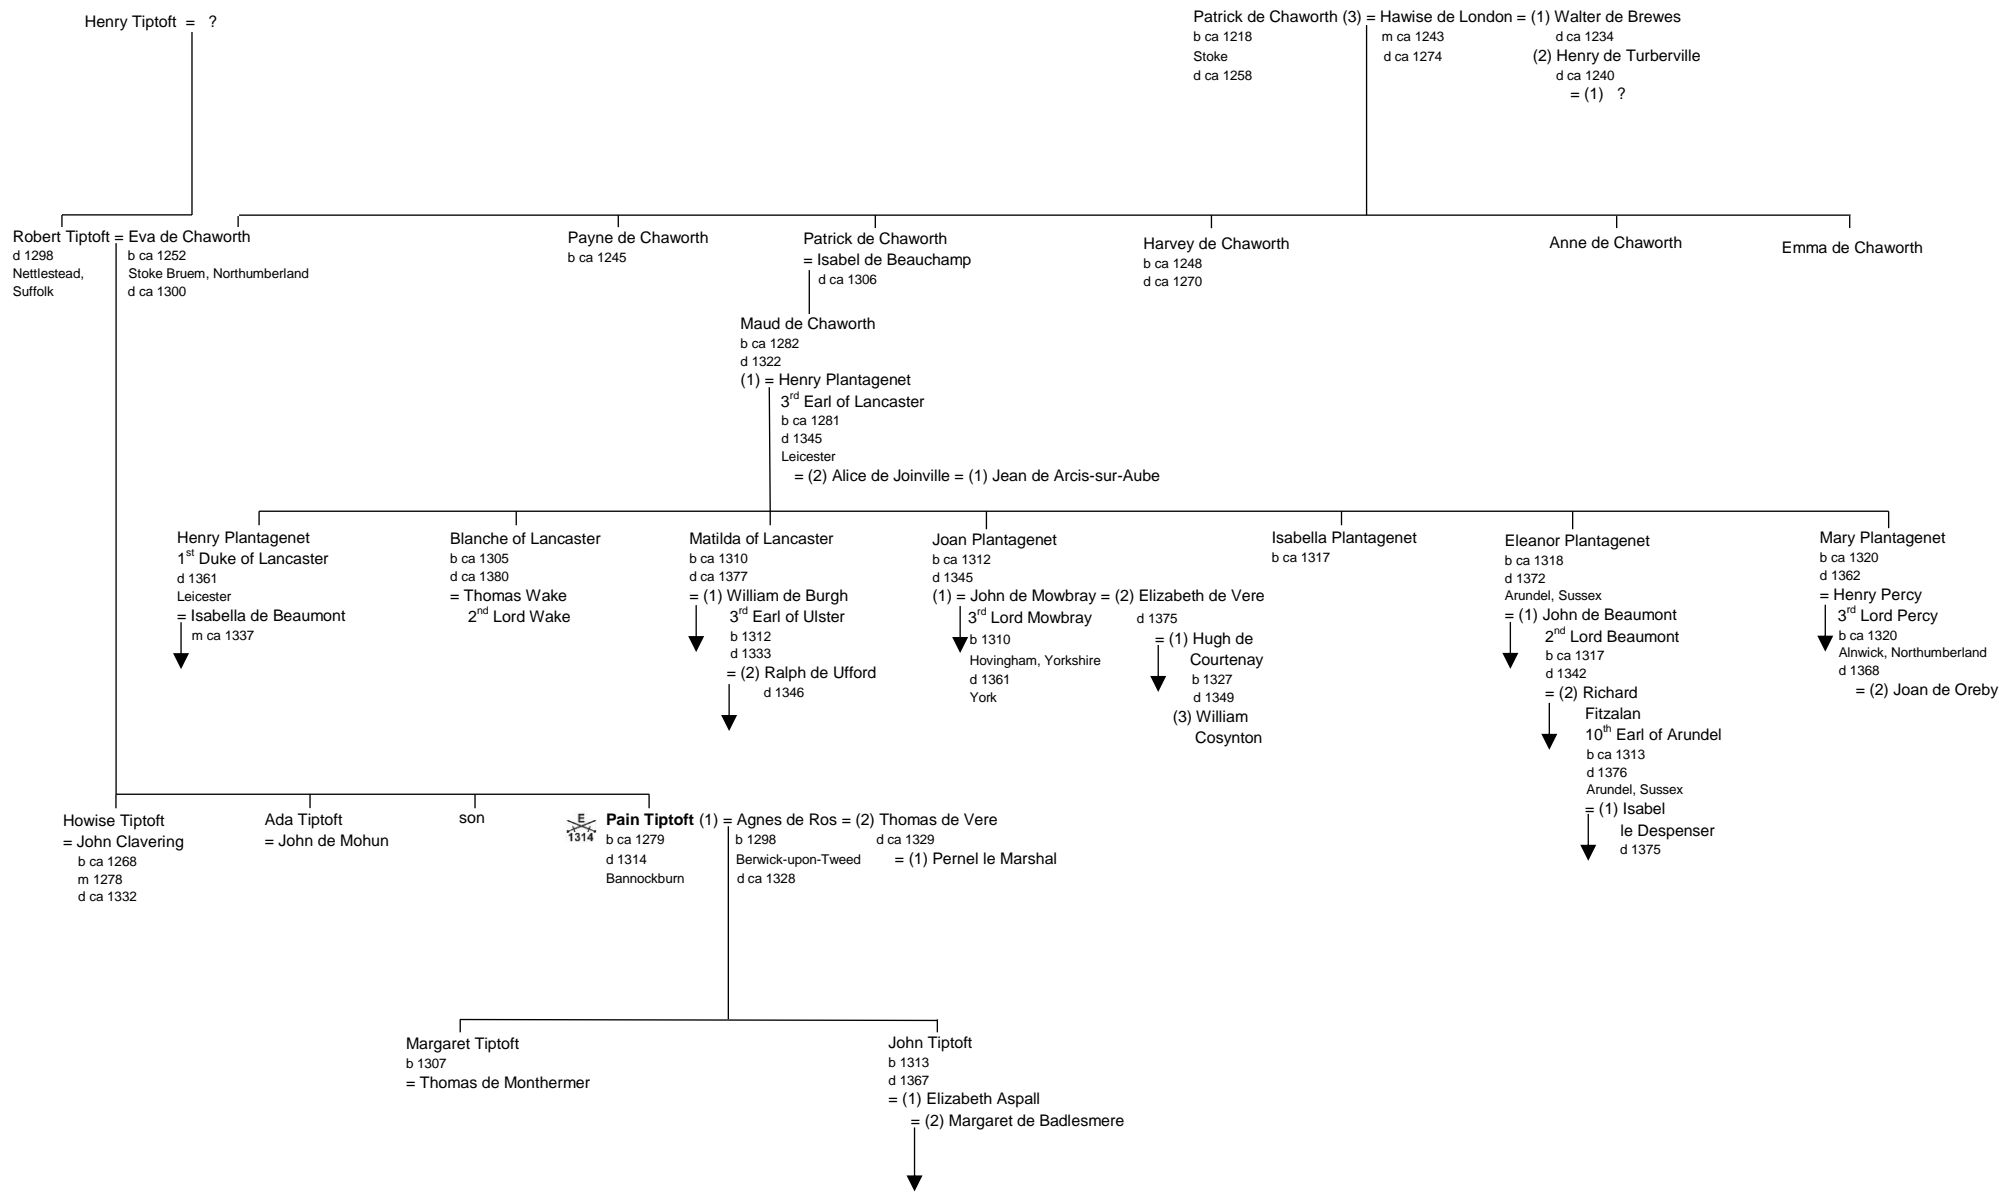 Henry Tiptoft = ?
Patrick de Chaworth (3) = Hawise de London = (1) Walter de Brewes
b ca 1218
m ca 1243
d ca 1234
Stoke
d ca 1274
(2) Henry de Turberville
d ca 1258
d ca 1240
= (1) ?
Robert Tiptoft = Eva de Chaworth
d 1298
b ca 1252
Nettlestead,
Stoke Bruem, Northumberland
Suffolk
d ca 1300
Payne de Chaworth
b ca 1245
Patrick de Chaworth
= Isabel de Beauchamp
d ca 1306
Harvey de Chaworth
b ca 1248
d ca 1270
Anne de Chaworth
Emma de Chaworth
Maud de Chaworth
b ca 1282
d 1322
(1) = Henry Plantagenet
3rd Earl of Lancaster
b ca 1281
d 1345
Leicester
= (2) Alice de Joinville = (1) Jean de Arcis-sur-Aube
Henry Plantagenet
1st Duke of Lancaster
d 1361
Leicester
= Isabella de Beaumont
m ca 1337
Blanche of Lancaster
b ca 1305
d ca 1380
= Thomas Wake
2nd Lord Wake
Matilda of Lancaster
b ca 1310
d ca 1377
= (1) William de Burgh
3rd Earl of Ulster
b 1312
d 1333
= (2) Ralph de Ufford
d 1346
Joan Plantagenet
b ca 1312
d 1345
(1) = John de Mowbray = (2) Elizabeth de Vere
3rd Lord Mowbray
b 1310
Hovingham, Yorkshire
d 1361
York
d 1375
= (1) Hugh de
Courtenay
b 1327
d 1349
(3) William
Cosynton
Isabella Plantagenet
b ca 1317
Eleanor Plantagenet
b ca 1318
d 1372
Arundel, Sussex
= (1) John de Beaumont
2nd Lord Beaumont
b ca 1317
d 1342
= (2) Richard
Fitzalan
10th Earl of Arundel
b ca 1313
d 1376
Arundel, Sussex
= (1) Isabel
le Despenser
d 1375
Mary Plantagenet
b ca 1320
d 1362
= Henry Percy
3rd Lord Percy
b ca 1320
Alnwick, Northumberland
d 1368
= (2) Joan de Oreby
Howise Tiptoft
= John Clavering
b ca 1268
m 1278
d ca 1332
Ada Tiptoft
= John de Mohun
son
E
1314
Pain Tiptoft (1) = Agnes de Ros = (2) Thomas de Vere
b ca 1279
b 1298
d ca 1329
d 1314
Berwick-upon-Tweed
= (1) Pernel le Marshal
Bannockburn
d ca 1328
Margaret Tiptoft
b 1307
= Thomas de Monthermer
John Tiptoft
b 1313
d 1367
= (1) Elizabeth Aspall
= (2) Margaret de Badlesmere